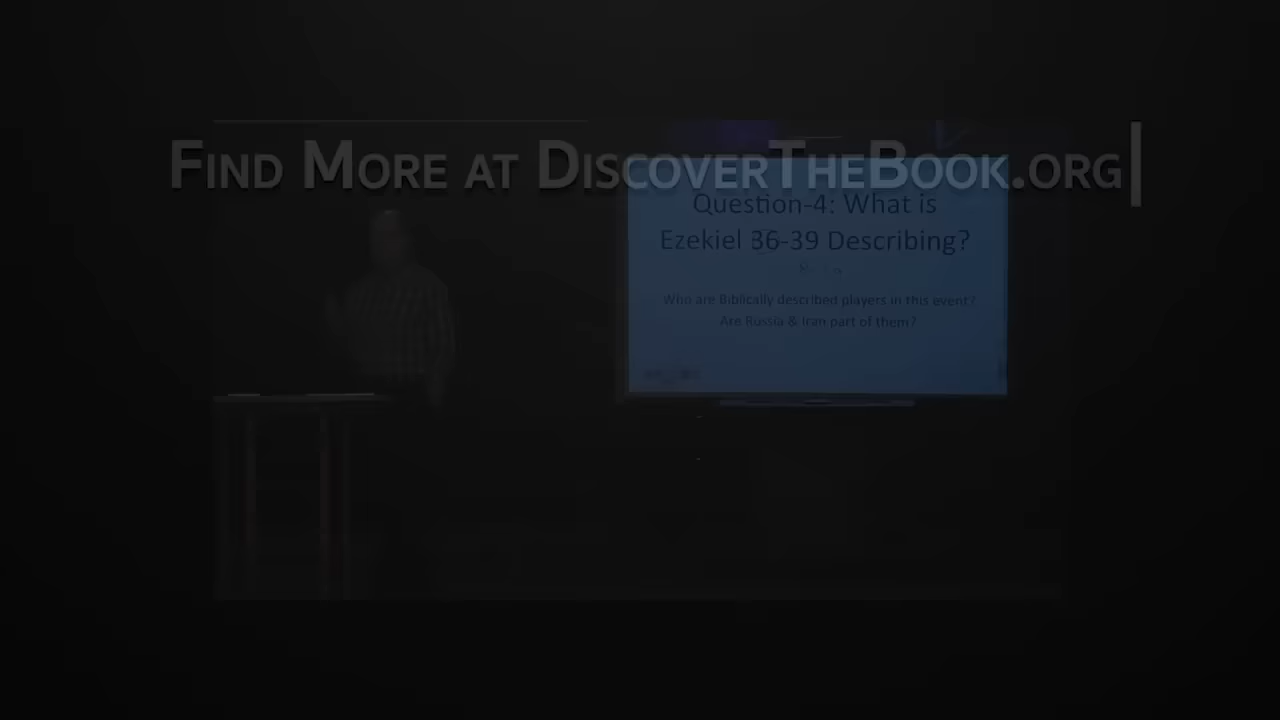 Find More at DiscoverTheBook.org
Question-4: What is
Ezekiel 36-39 Describing?
Who are Biblically described players in this event?
Are Russia & Iran part of them?